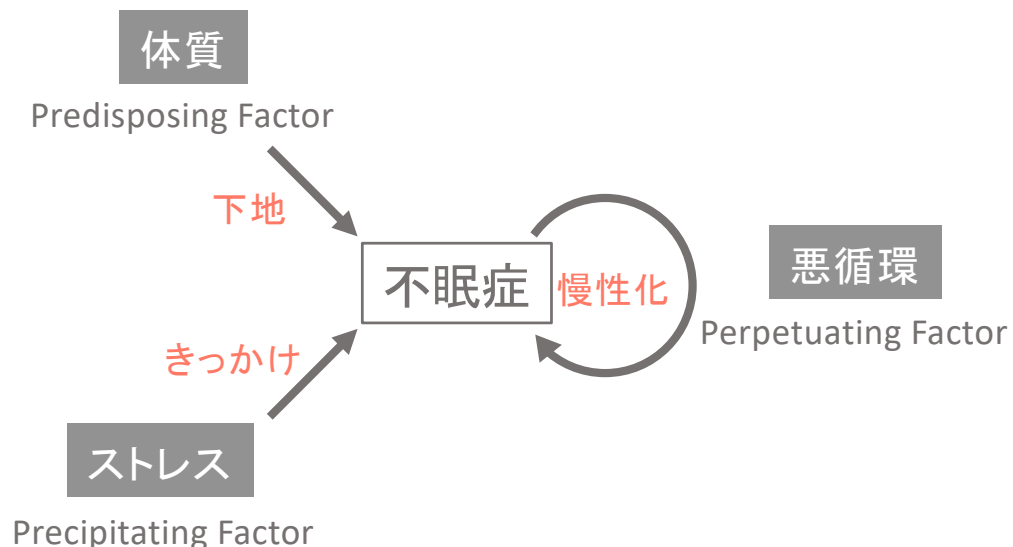 体質
Predisposing Factor
下地
不眠症
慢性化
悪循環
Perpetuating Factor
きっかけ
ストレス
Precipitating Factor